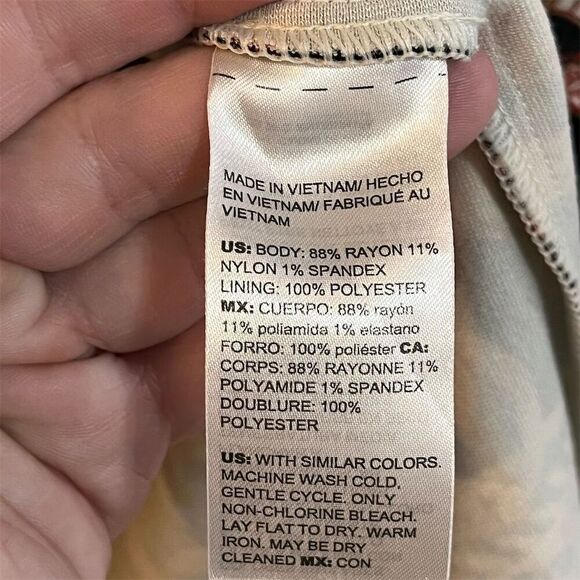 MADE IN VIETNAM/ HECHO
EN VIETNAM/ FABRIQUÉ AU
VIETNAM
US: BODY: 88% RAYON 11%
NYLON 1% SPANDEX
LINING: 100% POLYESTER
MX: CUERPO: 88% rayón
11% poliamida 1% elastano
FORRO: 100% poliéster CA:
CORPS: 88% RAYONNE 11%
POLYAMIDE 1% SPANDEX
DOUBLURE: 100%
POLYESTER
US: WITH SIMILAR COLORS.
MACHINE WASH COLD,
GENTLE CYCLE. ONLY
NON-CHLORINE BLEACH.
LAY FLAT TO DRY. WARM
IRON. MAY BE DRY
CLEANED MX: CON